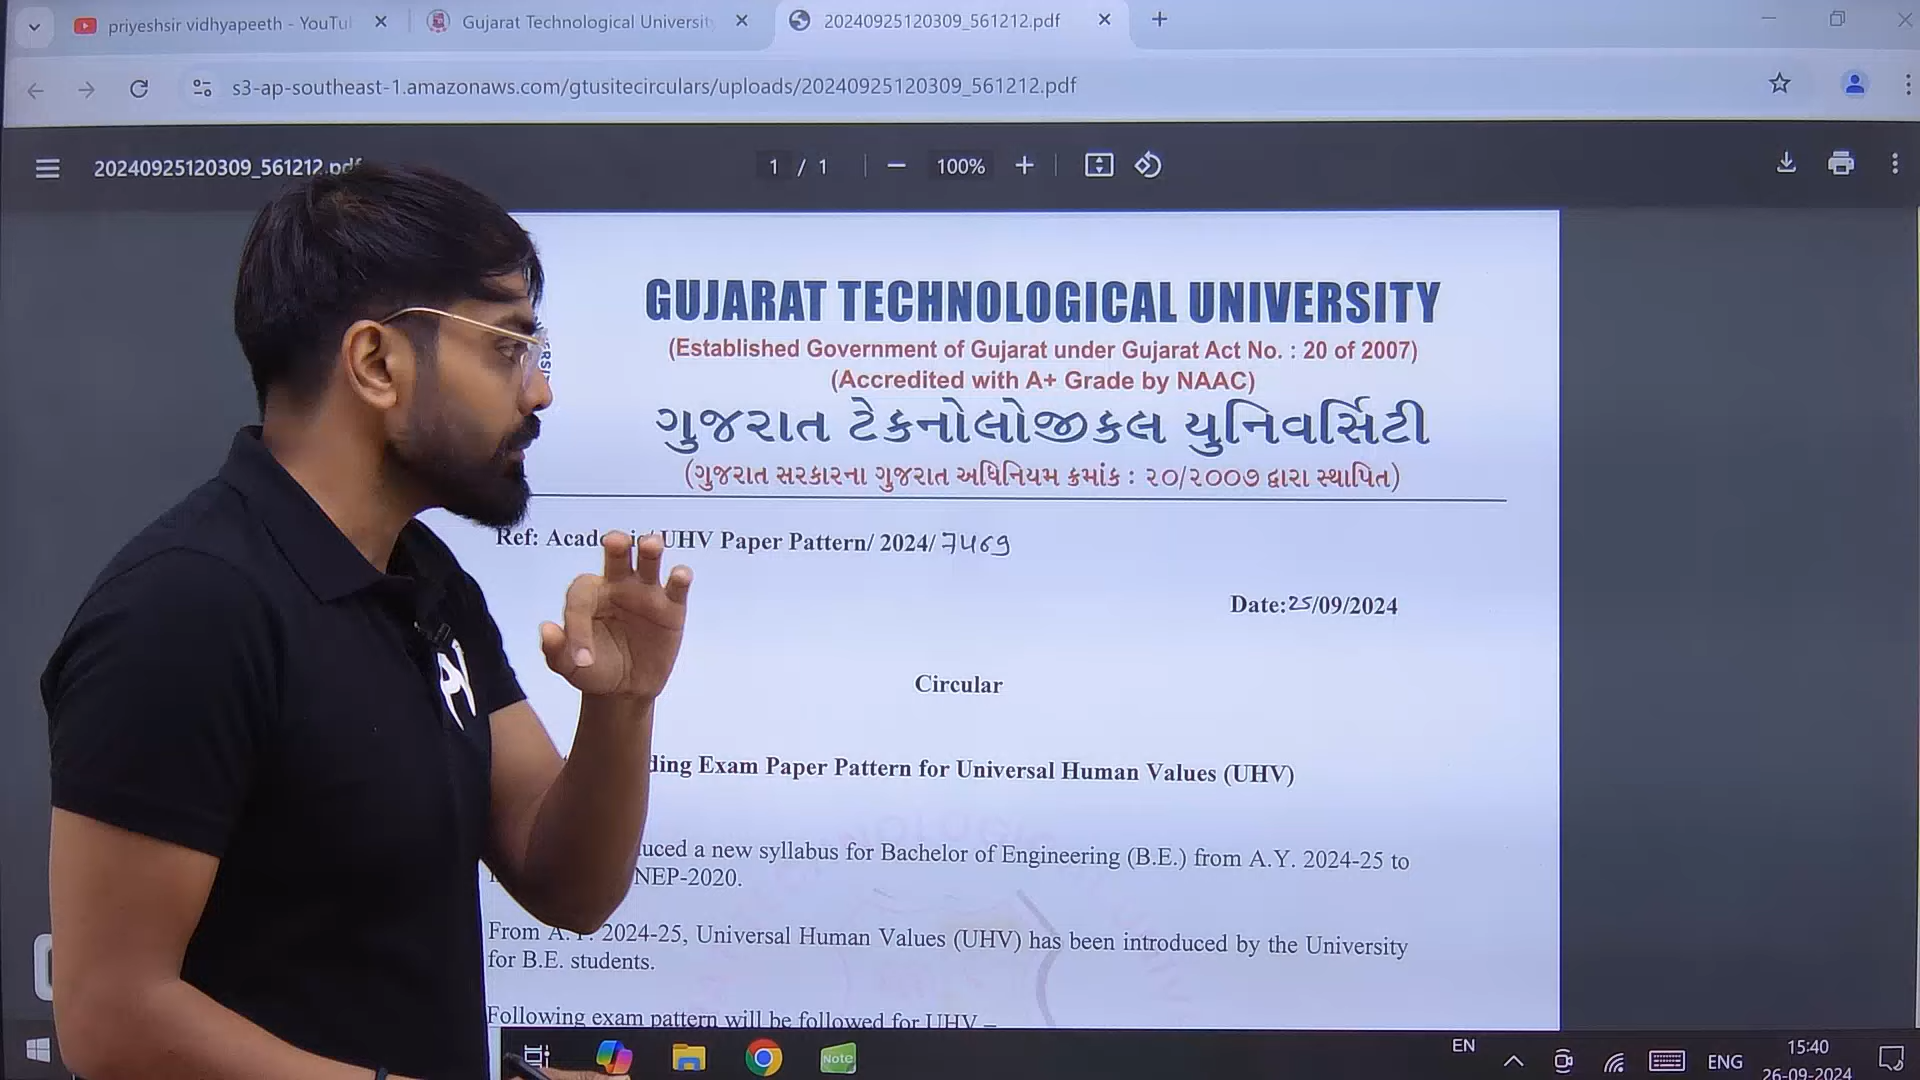 priyeshsir vidhyapeeth - YouTu
Gujarat Technological University
20240925120309_561212.pdf
s3-ap-southeast-1.amazonaws.com/gtusitecirculars/uploads/20240925120309_561212.pdf
20240925120309_561212.pdf
1 / 1
100%
GUJARAT TECHNOLOGICAL UNIVERSITY
(Established Government of Gujarat under Gujarat Act No. : 20 of 2007)
(Accredited with A+ Grade by NAAC)
ગુજરાત ટેકનોલોજીકલ યુનિવર્સિટી
(ગુજરાત સરકારના ગુજરાત અધિનિયમ ક્રમાંક : ૨૦/૨૦૦૭ દ્વારા સ્થાપિત)
Ref: Academic/ UHV Paper Pattern/ 2024/ 7469
Date:25/09/2024
Circular
ding Exam Paper Pattern for Universal Human Values (UHV)
uced a new syllabus for Bachelor of Engineering (B.E.) from A.Y. 2024-25 to
NEP-2020.
From A.Y. 2024-25, Universal Human Values (UHV) has been introduced by the University
for B.E. students.
Following exam pattern will be followed for UHV –
Note
EN
ENG
15:40
26-09-2024